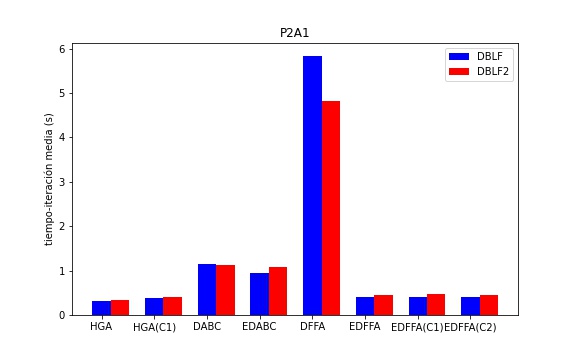 P2A1
DBLF
DBLF2
tiempo-iteración media (s)
6
5
4
3
2
1
0
HGA HGA(C1) DABC EDABC DFFA EDFFA EDFFA(C1) EDFFA(C2)